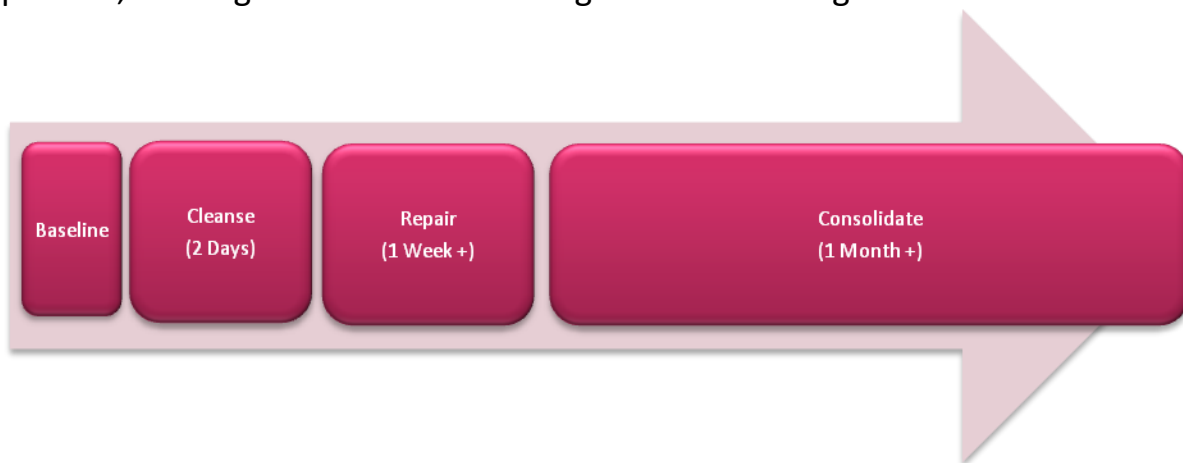 Baseline
Cleanse
(2 Days)
Repair
(1 Week +)
Consolidate
(1 Month +)